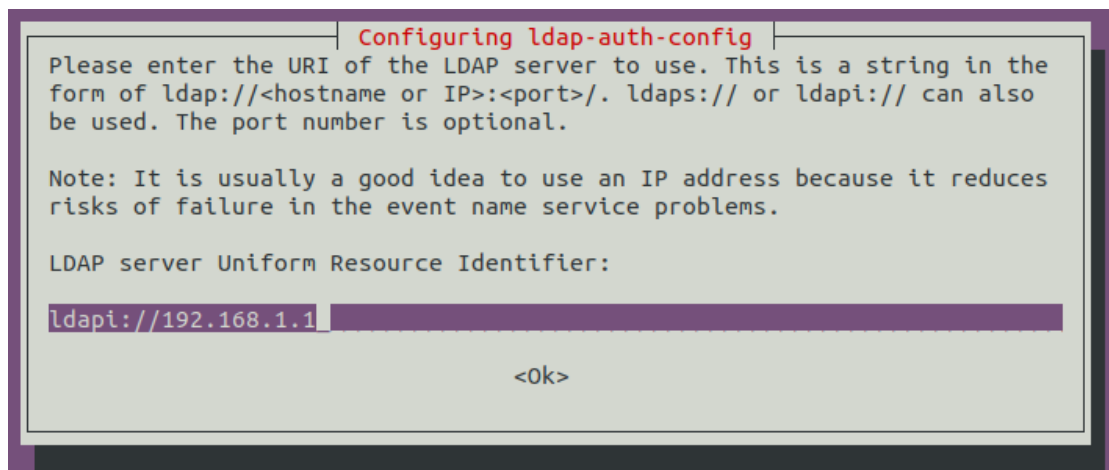 Configuring ldap-auth-config
Please enter the URI of the LDAP server to use. This is a string in the
form of ldap://<hostname or IP>:<port>/. ldaps:// or ldapi:// can also
be used. The port number is optional.
Note: It is usually a good idea to use an IP address because it reduces
risks of failure in the event name service problems.
LDAP server Uniform Resource Identifier:
ldapi://192.168.1.1
<Ok>